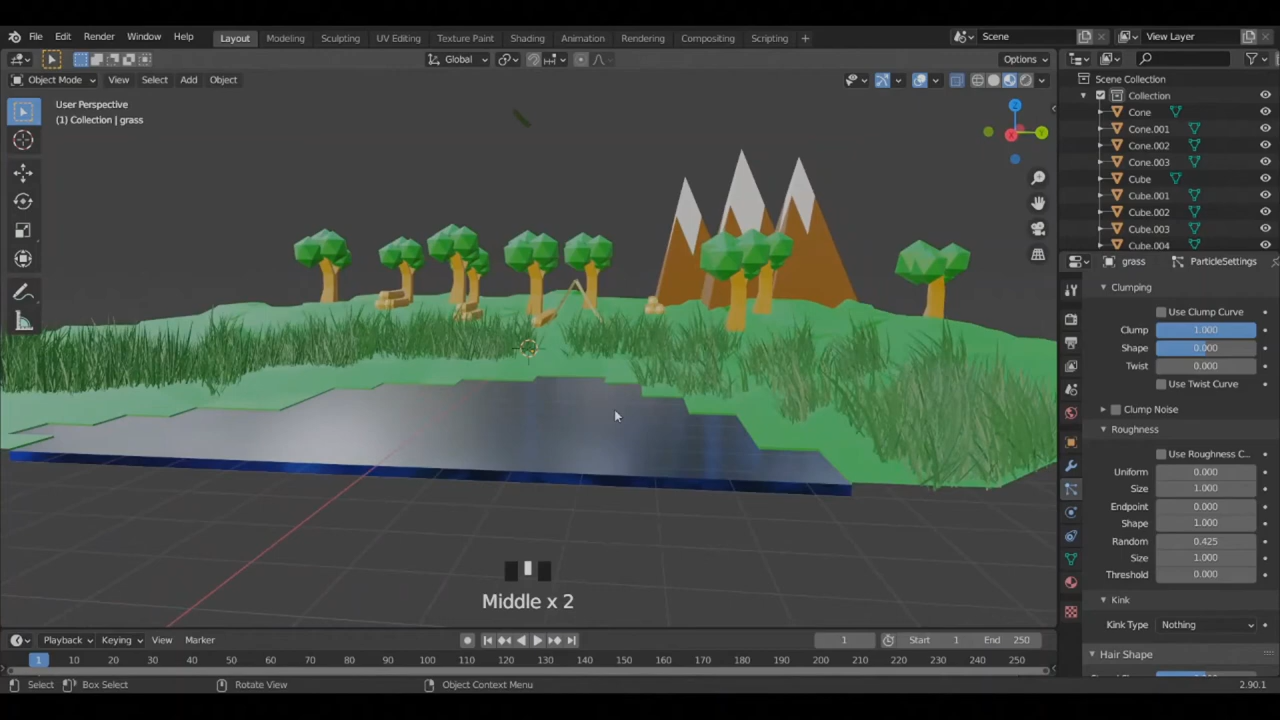 File Edit Render Window Help Layout Modeling Sculpting UV Editing Texture Paint Shading Animation Rendering Compositing Scripting + Scene View Layer
Global Options
Object Mode View Select Add Object
User Perspective
(1) Collection | grass
Z
Y
X
Scene Collection
Collection
Cone
Cone.001
Cone.002
Cone.003
Cube
Cube.001
Cube.002
Cube.003
Cube.004
grass ParticleSettings
Clumping
Use Clump Curve
Clump 1.000
Shape 0.000
Twist 0.000
Use Twist Curve
Clump Noise
Roughness
Use Roughness C...
Uniform 0.000
Size 1.000
Endpoint 0.000
Shape 1.000
Random 0.425
Size 1.000
Threshold 0.000
Kink
Kink Type Nothing
Hair Shape
Middle x 2
Playback Keying View Marker 1 Start 1 End 250
1 10 20 30 40 50 60 70 80 90 100 110 120 130 140 150 160 170 180 190 200 210 220 230 240 250
Select Box Select Rotate View Object Context Menu 2.90.1